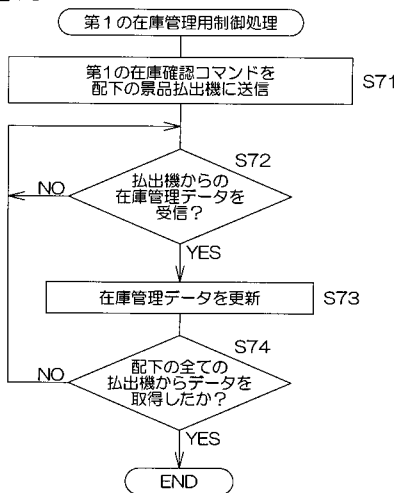 第1の在庫管理用制御処理
第1の在庫確認コマンドを
配下の景品払出機に送信
S71
S72
払出機からの
在庫管理データを
受信?
NO
YES
在庫管理データを更新
S73
S74
配下の全ての
払出機からデータを
取得したか?
NO
YES
END